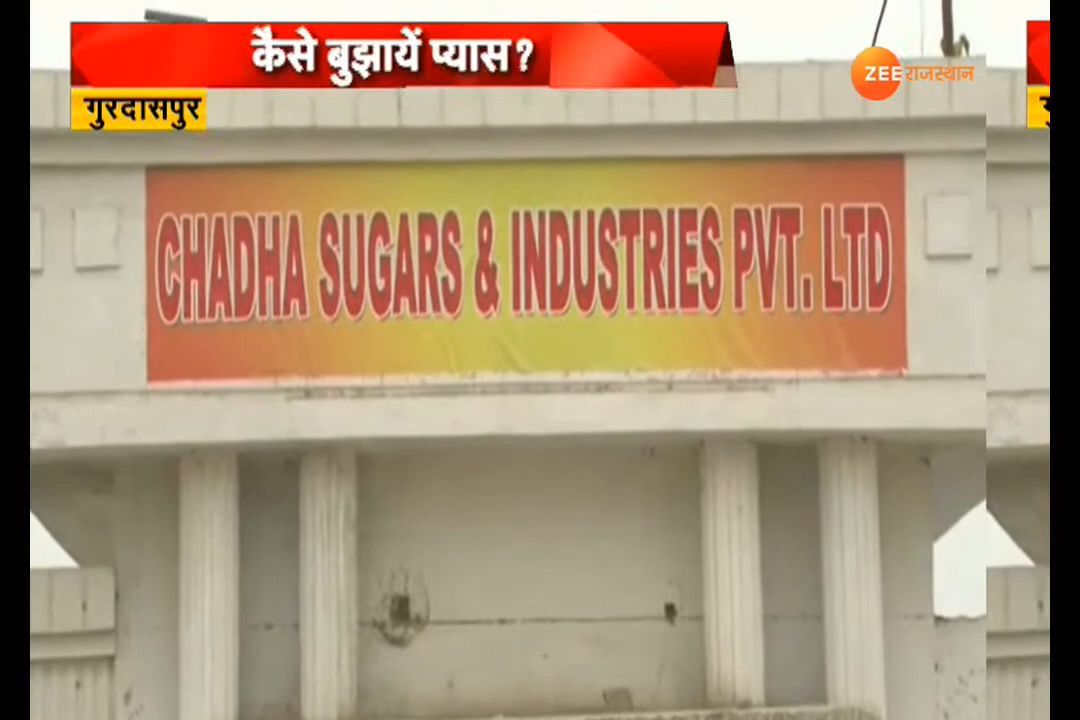 कैसे बुझायें प्यास?
ZEE राजस्थान
गुरदासपुर
CHADHA SUGARS & INDUSTRIES PVT. LTD